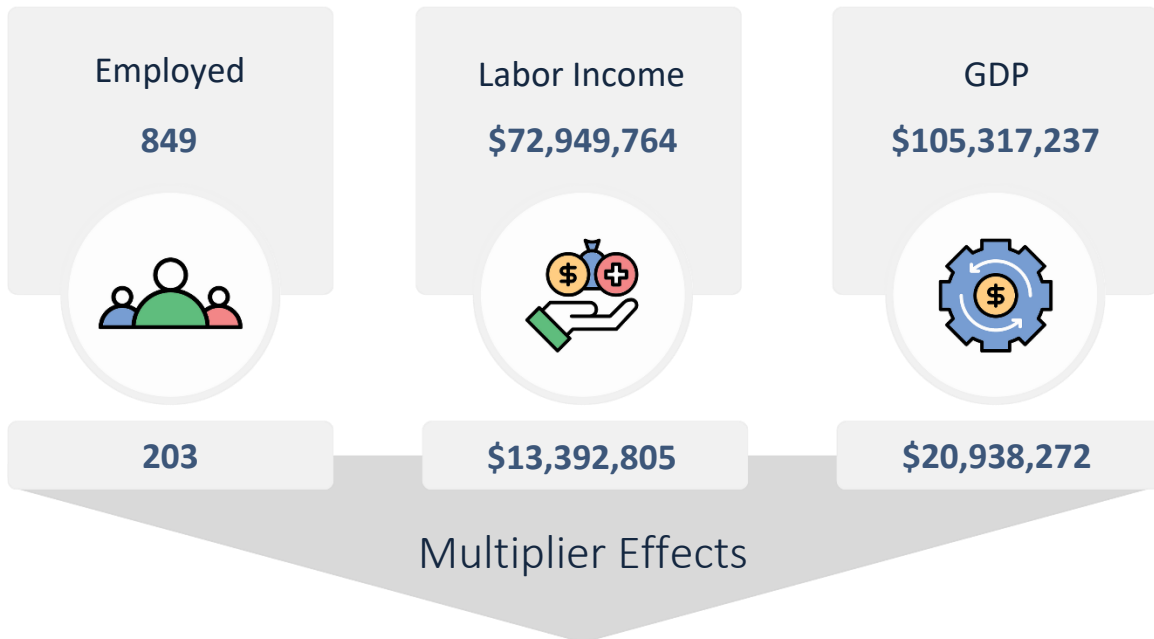 Employed
849
Labor Income
$72,949,764
GDP
$105,317,237
$
$
203
$13,392,805
$20,938,272
Multiplier Effects